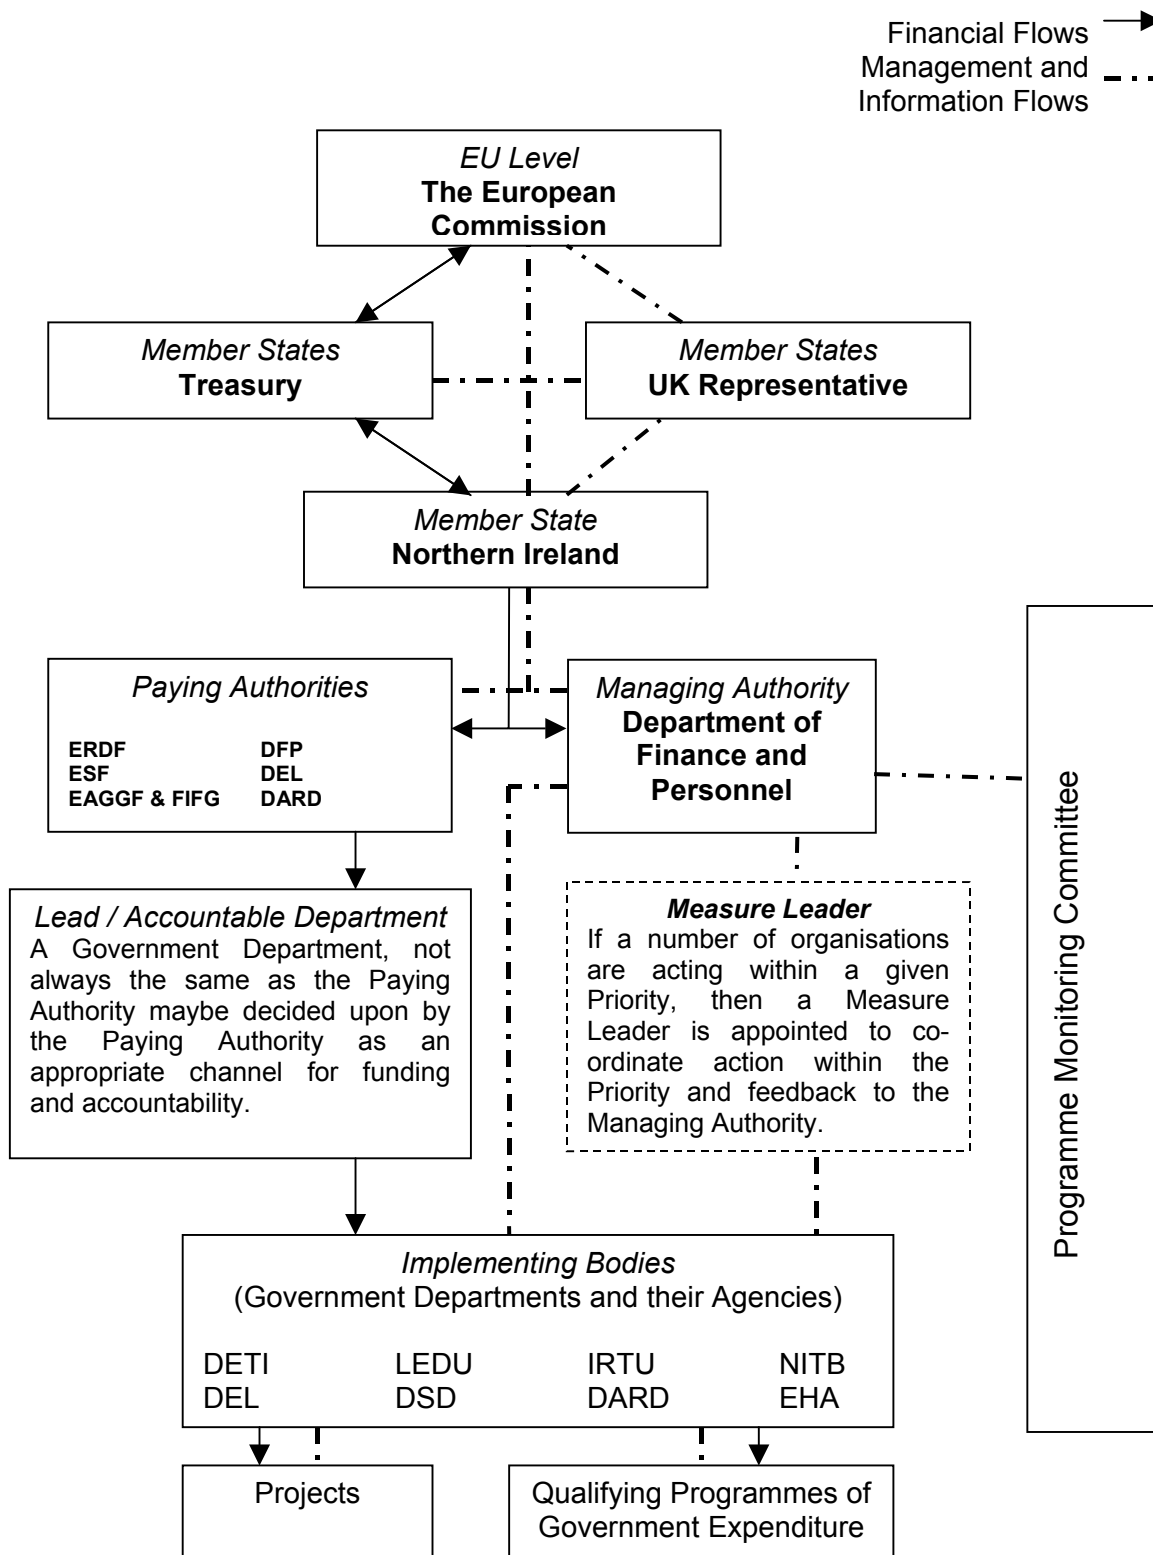 Financial Flows
Management and
Information Flows
EU Level
The European
Commission
Member States
Treasury
Member States
UK Representative
Member State
Northern Ireland
Paying Authorities
ERDF DFP
ESF DEL
EAGGF & FIFG DARD
Managing Authority
Department of
Finance and
Personnel
Programme Monitoring Committee
Lead / Accountable Department
A Government Department, not
always the same as the Paying
Authority maybe decided upon by
the Paying Authority as an
appropriate channel for funding
and accountability.
Measure Leader
If a number of organisations
are acting within a given
Priority, then a Measure
Leader is appointed to co-
ordinate action within the
Priority and feedback to the
Managing Authority.
Implementing Bodies
(Government Departments and their Agencies)
DETI LEDU IRTU NITB
DEL DSD DARD EHA
Projects
Qualifying Programmes of
Government Expenditure